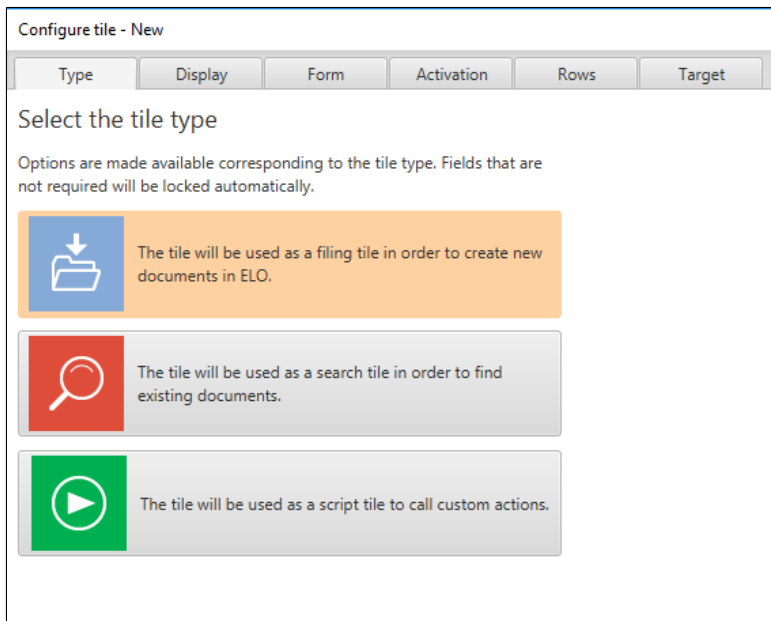 Configure tile - New
Type Display Form Activation Rows Target
Select the tile type
Options are made available corresponding to the tile type. Fields that are
not required will be locked automatically.
The tile will be used as a filing tile in order to create new
documents in ELO.
The tile will be used as a search tile in order to find
existing documents.
The tile will be used as a script tile to call custom actions.